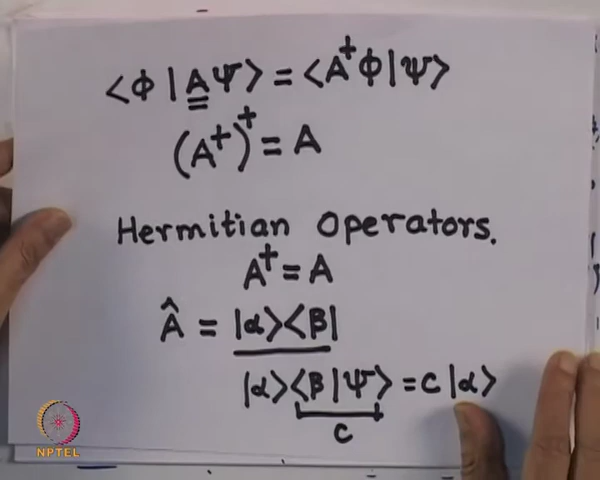 <Φ|AΨ> = <A†Φ|Ψ>
(A†)† = A
Hermitian Operators.
A† = A
Â = |α><β|
|α><β|Ψ> = c|α>
c
NPTEL